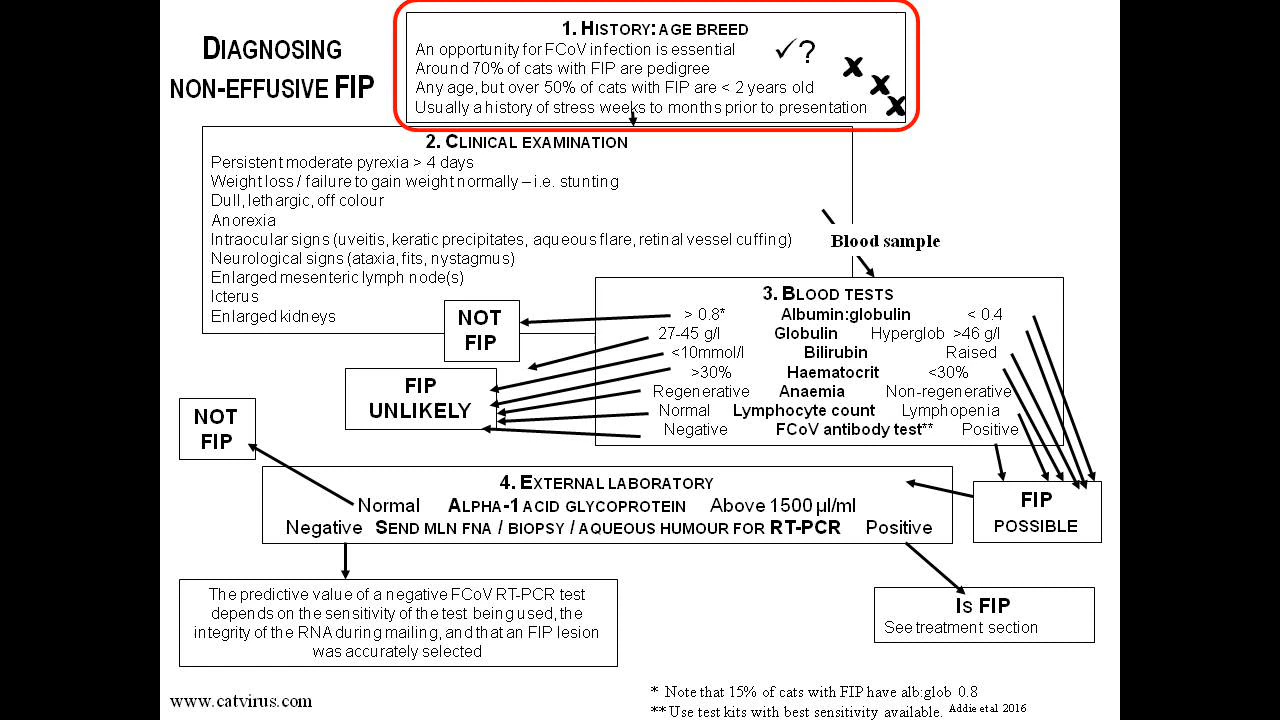 DIAGNOSING
NON-EFFUSIVE FIP
1. HISTORY: AGE BREED
An opportunity for FCoV infection is essential
✓?
Around 70% of cats with FIP are pedigree
Any age, but over 50% of cats with FIP are < 2 years old
Usually a history of stress weeks to months prior to presentation
2. CLINICAL EXAMINATION
Persistent moderate pyrexia > 4 days
Weight loss / failure to gain weight normally – i.e. stunting
Dull, lethargic, off colour
Anorexia
Intraocular signs (uveitis, keratic precipitates, aqueous flare, retinal vessel cuffing)
Neurological signs (ataxia, fits, nystagmus)
Enlarged mesenteric lymph node(s)
Icterus
Enlarged kidneys
Blood sample
3. BLOOD TESTS
> 0.8* Albumin:globulin < 0.4
27-45 g/l Globulin Hyperglob >46 g/l
<10mmol/l Bilirubin Raised
>30% Haematocrit <30%
Regenerative Anaemia Non-regenerative
Normal Lymphocyte count Lymphopenia
Negative FCoV antibody test** Positive
NOT
FIP
FIP
UNLIKELY
NOT
FIP
FIP
POSSIBLE
4. EXTERNAL LABORATORY
Normal ALPHA-1 ACID GLYCOPROTEIN Above 1500 µl/ml
Negative SEND MLN FNA / BIOPSY / AQUEOUS HUMOUR FOR RT-PCR Positive
The predictive value of a negative FCoV RT-PCR test
depends on the sensitivity of the test being used, the
integrity of the RNA during mailing, and that an FIP lesion
was accurately selected
IS FIP
See treatment section
www.catvirus.com
* Note that 15% of cats with FIP have alb:glob 0.8
** Use test kits with best sensitivity available. Addie et al 2016